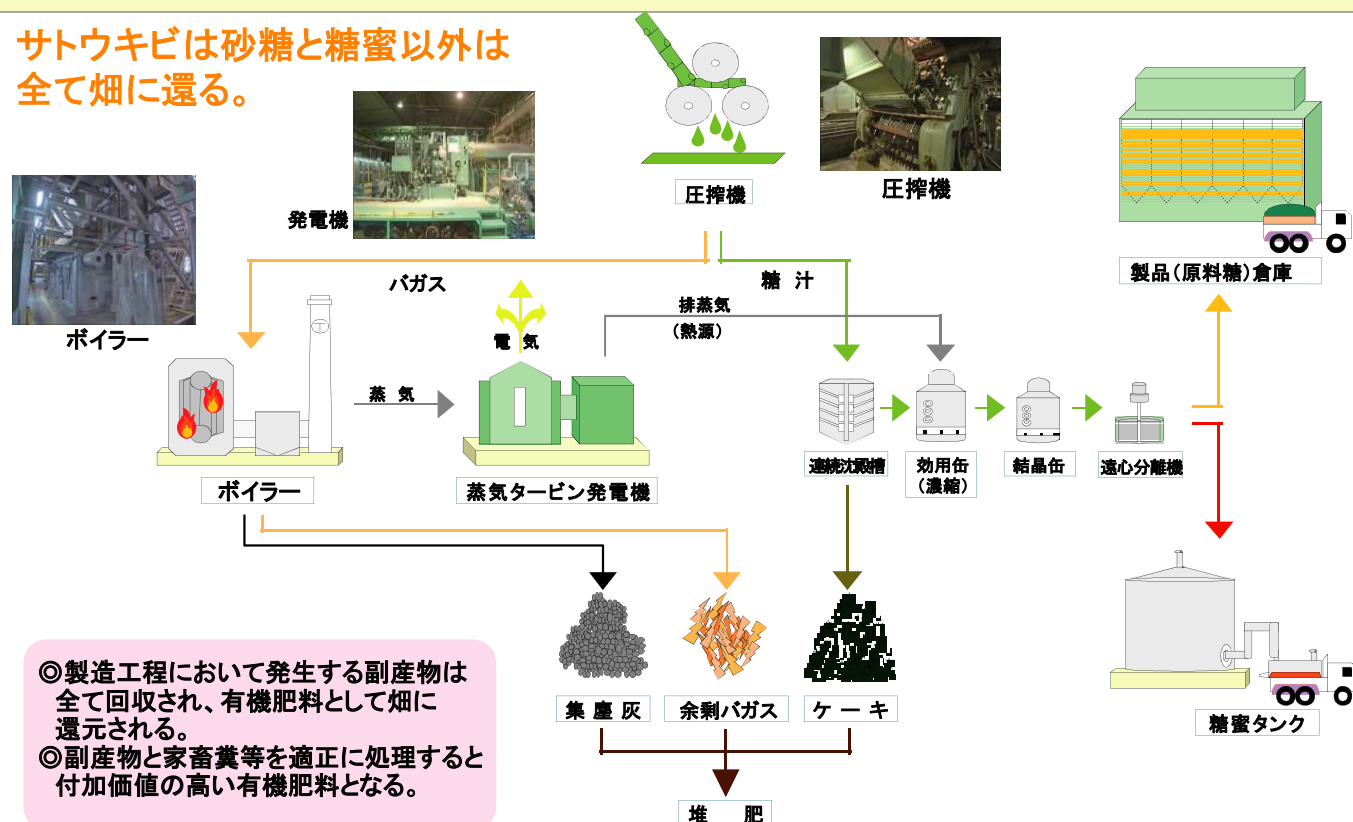 サトウキビは砂糖と糖蜜以外は
全て畑に還る。
圧搾機
圧搾機
発電機
ボイラー
製品（原料糖）倉庫
バガス
糖 汁
排蒸気
（熱源）
電 気
蒸 気
ボイラー
蒸気タービン発電機
連続沈殿槽
効用缶
（濃縮）
結晶缶
遠心分離機
集 塵 灰
余剰バガス
ケ ー キ
糖蜜タンク
堆 肥
◎製造工程において発生する副産物は
全て回収され、有機肥料として畑に
還元される。
◎副産物と家畜糞等を適正に処理すると
付加価値の高い有機肥料となる。